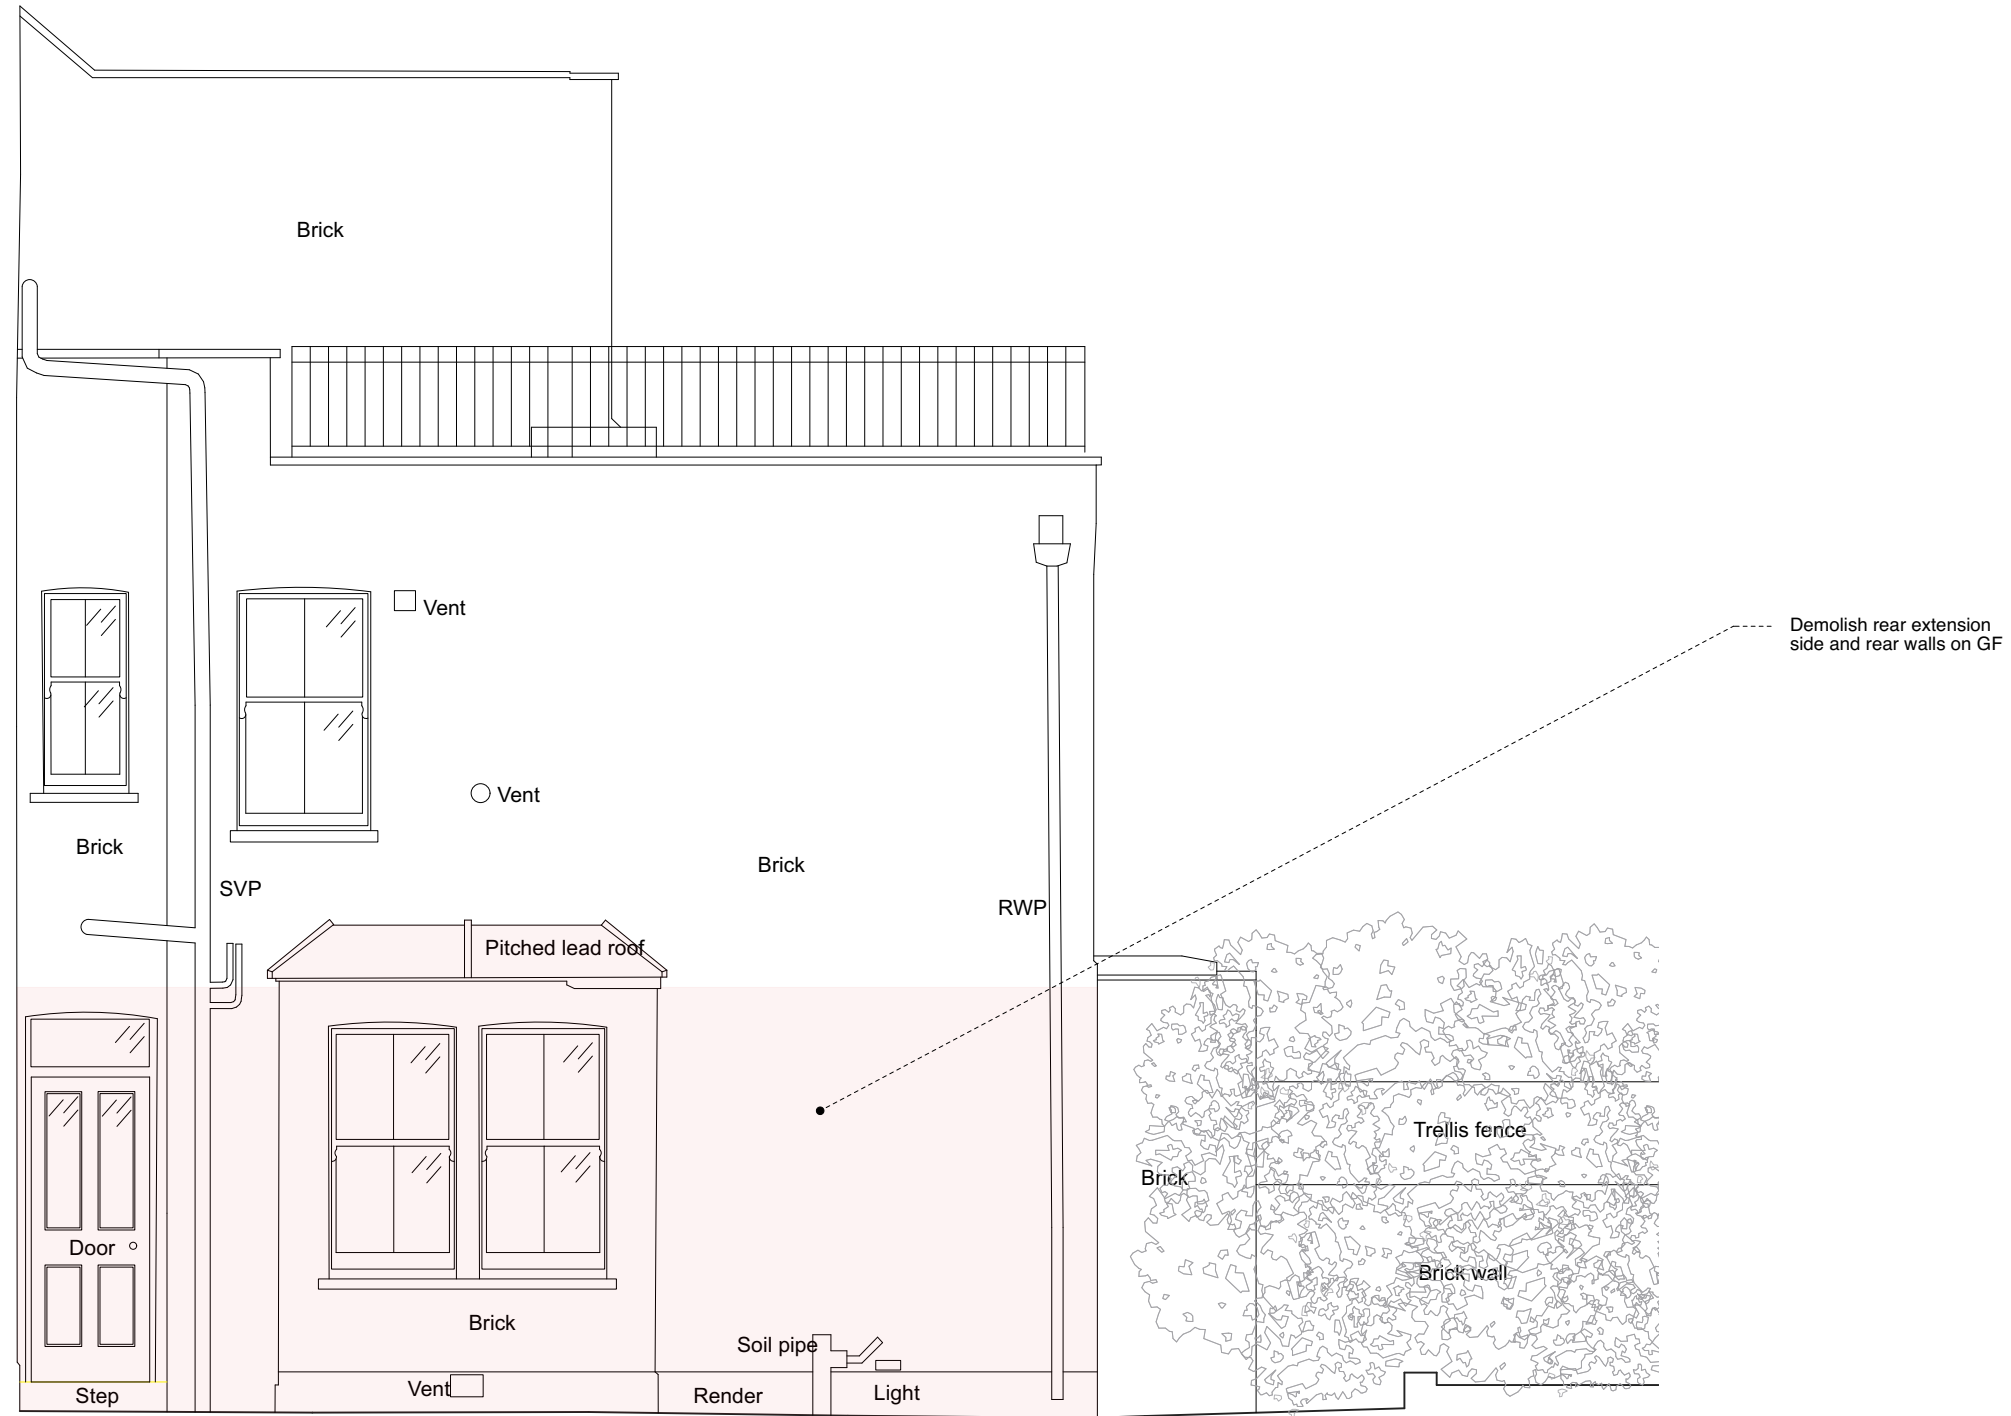 Brick
Vent
Demolish rear extension
side and rear walls on GF
Vent
Brick
Brick
SVP
RWP
Pitched lead roof
Trellis fence
Brick
Door
Brick wall
Brick
Soil pipe
Step
Vent
Render
Light